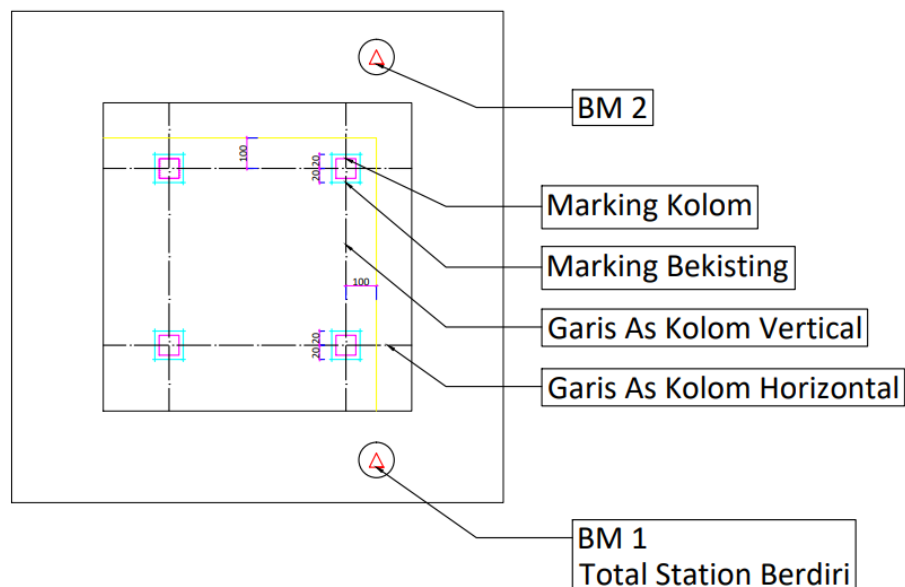 BM 2
100
20 20
Marking Kolom
Marking Bekisting
100
Garis As Kolom Vertical
20 20
Garis As Kolom Horizontal
BM 1
Total Station Berdiri